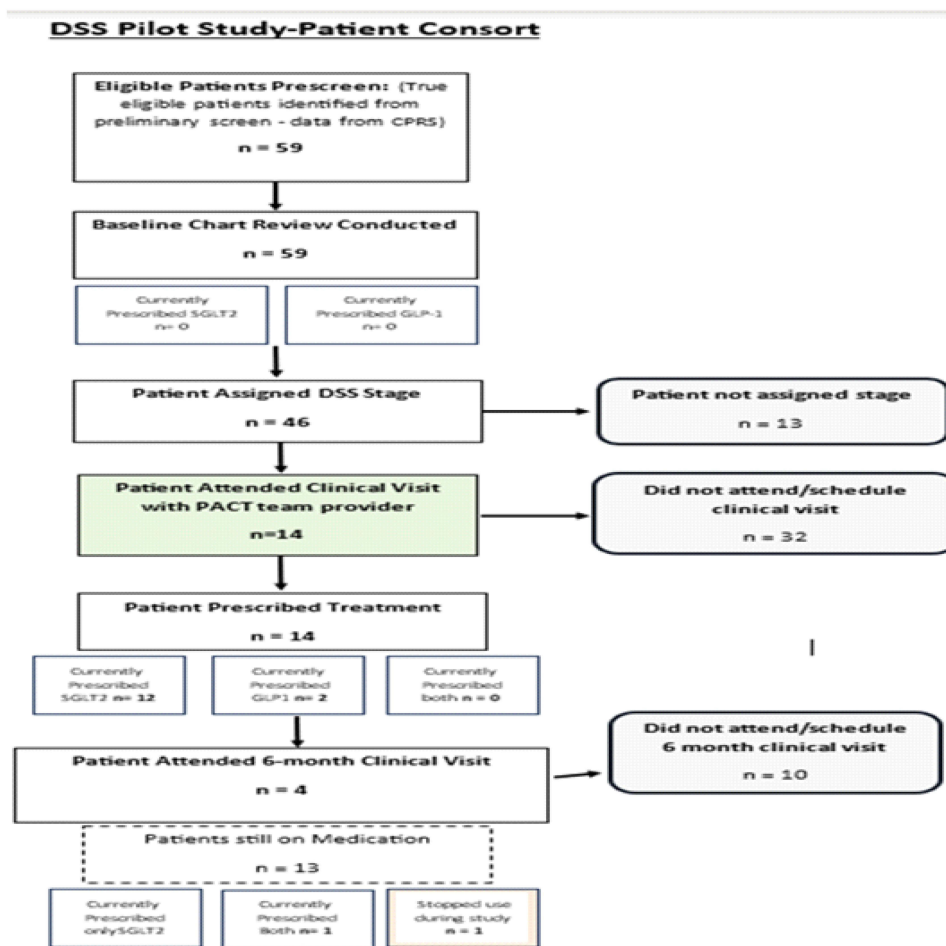 DSS Pilot Study-Patient Consort
Eligible Patients Prescreen: (True
eligible patients identified from
preliminary screen - data from CPRS)
n = 59
Baseline Chart Review Conducted
n = 59
Currently
Prescribed SGLT2
n= 0
Currently
Prescribed GLP-1
n= 0
Patient Assigned DSS Stage
n = 46
Patient not assigned stage
n = 13
Patient Attended Clinical Visit
with PACT team provider
n=14
Did not attend/schedule
clinical visit
n = 32
Patient Prescribed Treatment
n = 14
Currently
Prescribed
SGLT2 n= 12
Currently
Prescribed
GLP1 n= 2
Currently
Prescribed
both n = 0
Did not attend/schedule
6 month clinical visit
n = 10
Patient Attended 6-month Clinical Visit
n = 4
Patients still on Medication
n = 13
Currently
Prescribed
onlySGLT2
Currently
Prescribed
Both n= 1
Stopped use
during study
n = 1